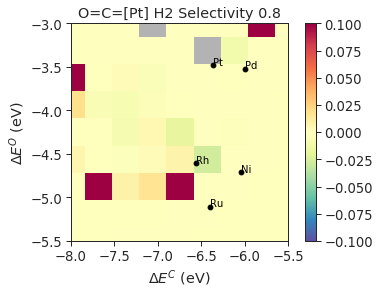 O=C=[Pt] H2 Selectivity 0.8
−3.0
−3.5
−4.0
−4.5
−5.0
−5.5
ΔE^O (eV)
Pt
Pd
Rh
Ni
Ru
−8.0 −7.5 −7.0 −6.5 −6.0 −5.5
ΔE^C (eV)
0.100
0.075
0.050
0.025
0.000
−0.025
−0.050
−0.075
−0.100